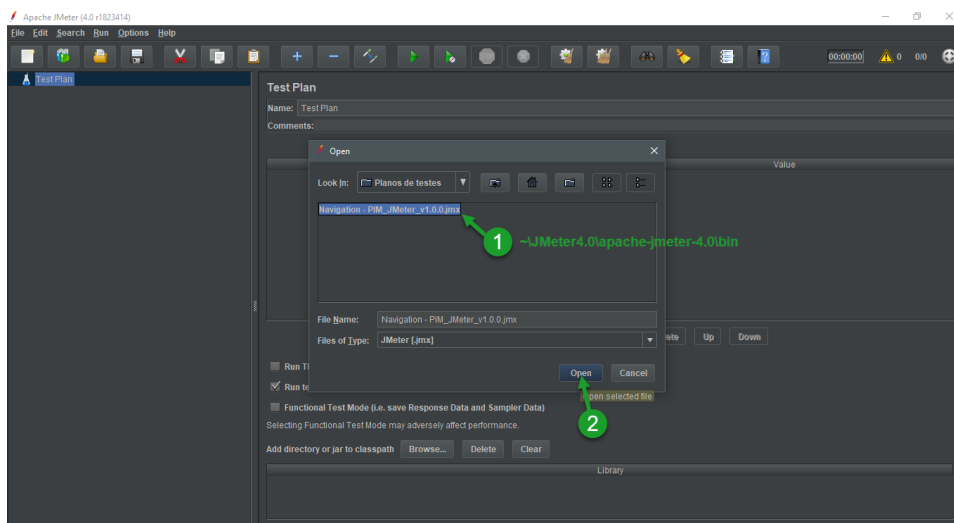 Apache JMeter (4.0 r1823414)
File Edit Search Run Options Help
00:00:00 0 0/0
Test Plan
Test Plan
Name: Test Plan
Comments:
Value
Open
Look In: Planos de testes
Navigation - PIM_JMeter_v1.0.0.jmx
1 ~\JMeter4.0\apache-jmeter-4.0\bin
File Name: Navigation - PIM_JMeter_v1.0.0.jmx
Files of Type: JMeter [.jmx]
ete Up Down
Open Cancel
Run T
Run te
Open selected file
Functional Test Mode (i.e. save Response Data and Sampler Data)
2
Selecting Functional Test Mode may adversely affect performance.
Add directory or jar to classpath Browse... Delete Clear
Library